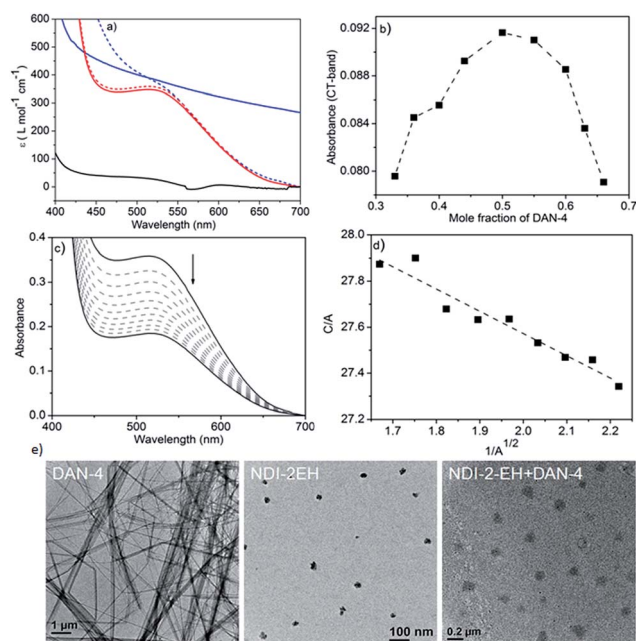 a)
600
500
400
300
200
100
0
ε ( L mol⁻¹ cm⁻¹)
400 450 500 550 600 650 700
Wavelength (nm)
b)
0.092
0.088
0.084
0.080
Absorbance (CT-band)
0.3 0.4 0.5 0.6 0.7
Mole fraction of DAN-4
c)
0.4
0.3
0.2
0.1
0.0
Absorbance
400 500 600 700
Wavelength (nm)
d)
28.0
27.8
27.6
27.4
27.2
C/A
1.7 1.8 1.9 2.0 2.1 2.2
1/A^1/2
e)
DAN-4
1 µm
NDI-2EH
100 nm
NDI-2-EH+DAN-4
0.2 µm